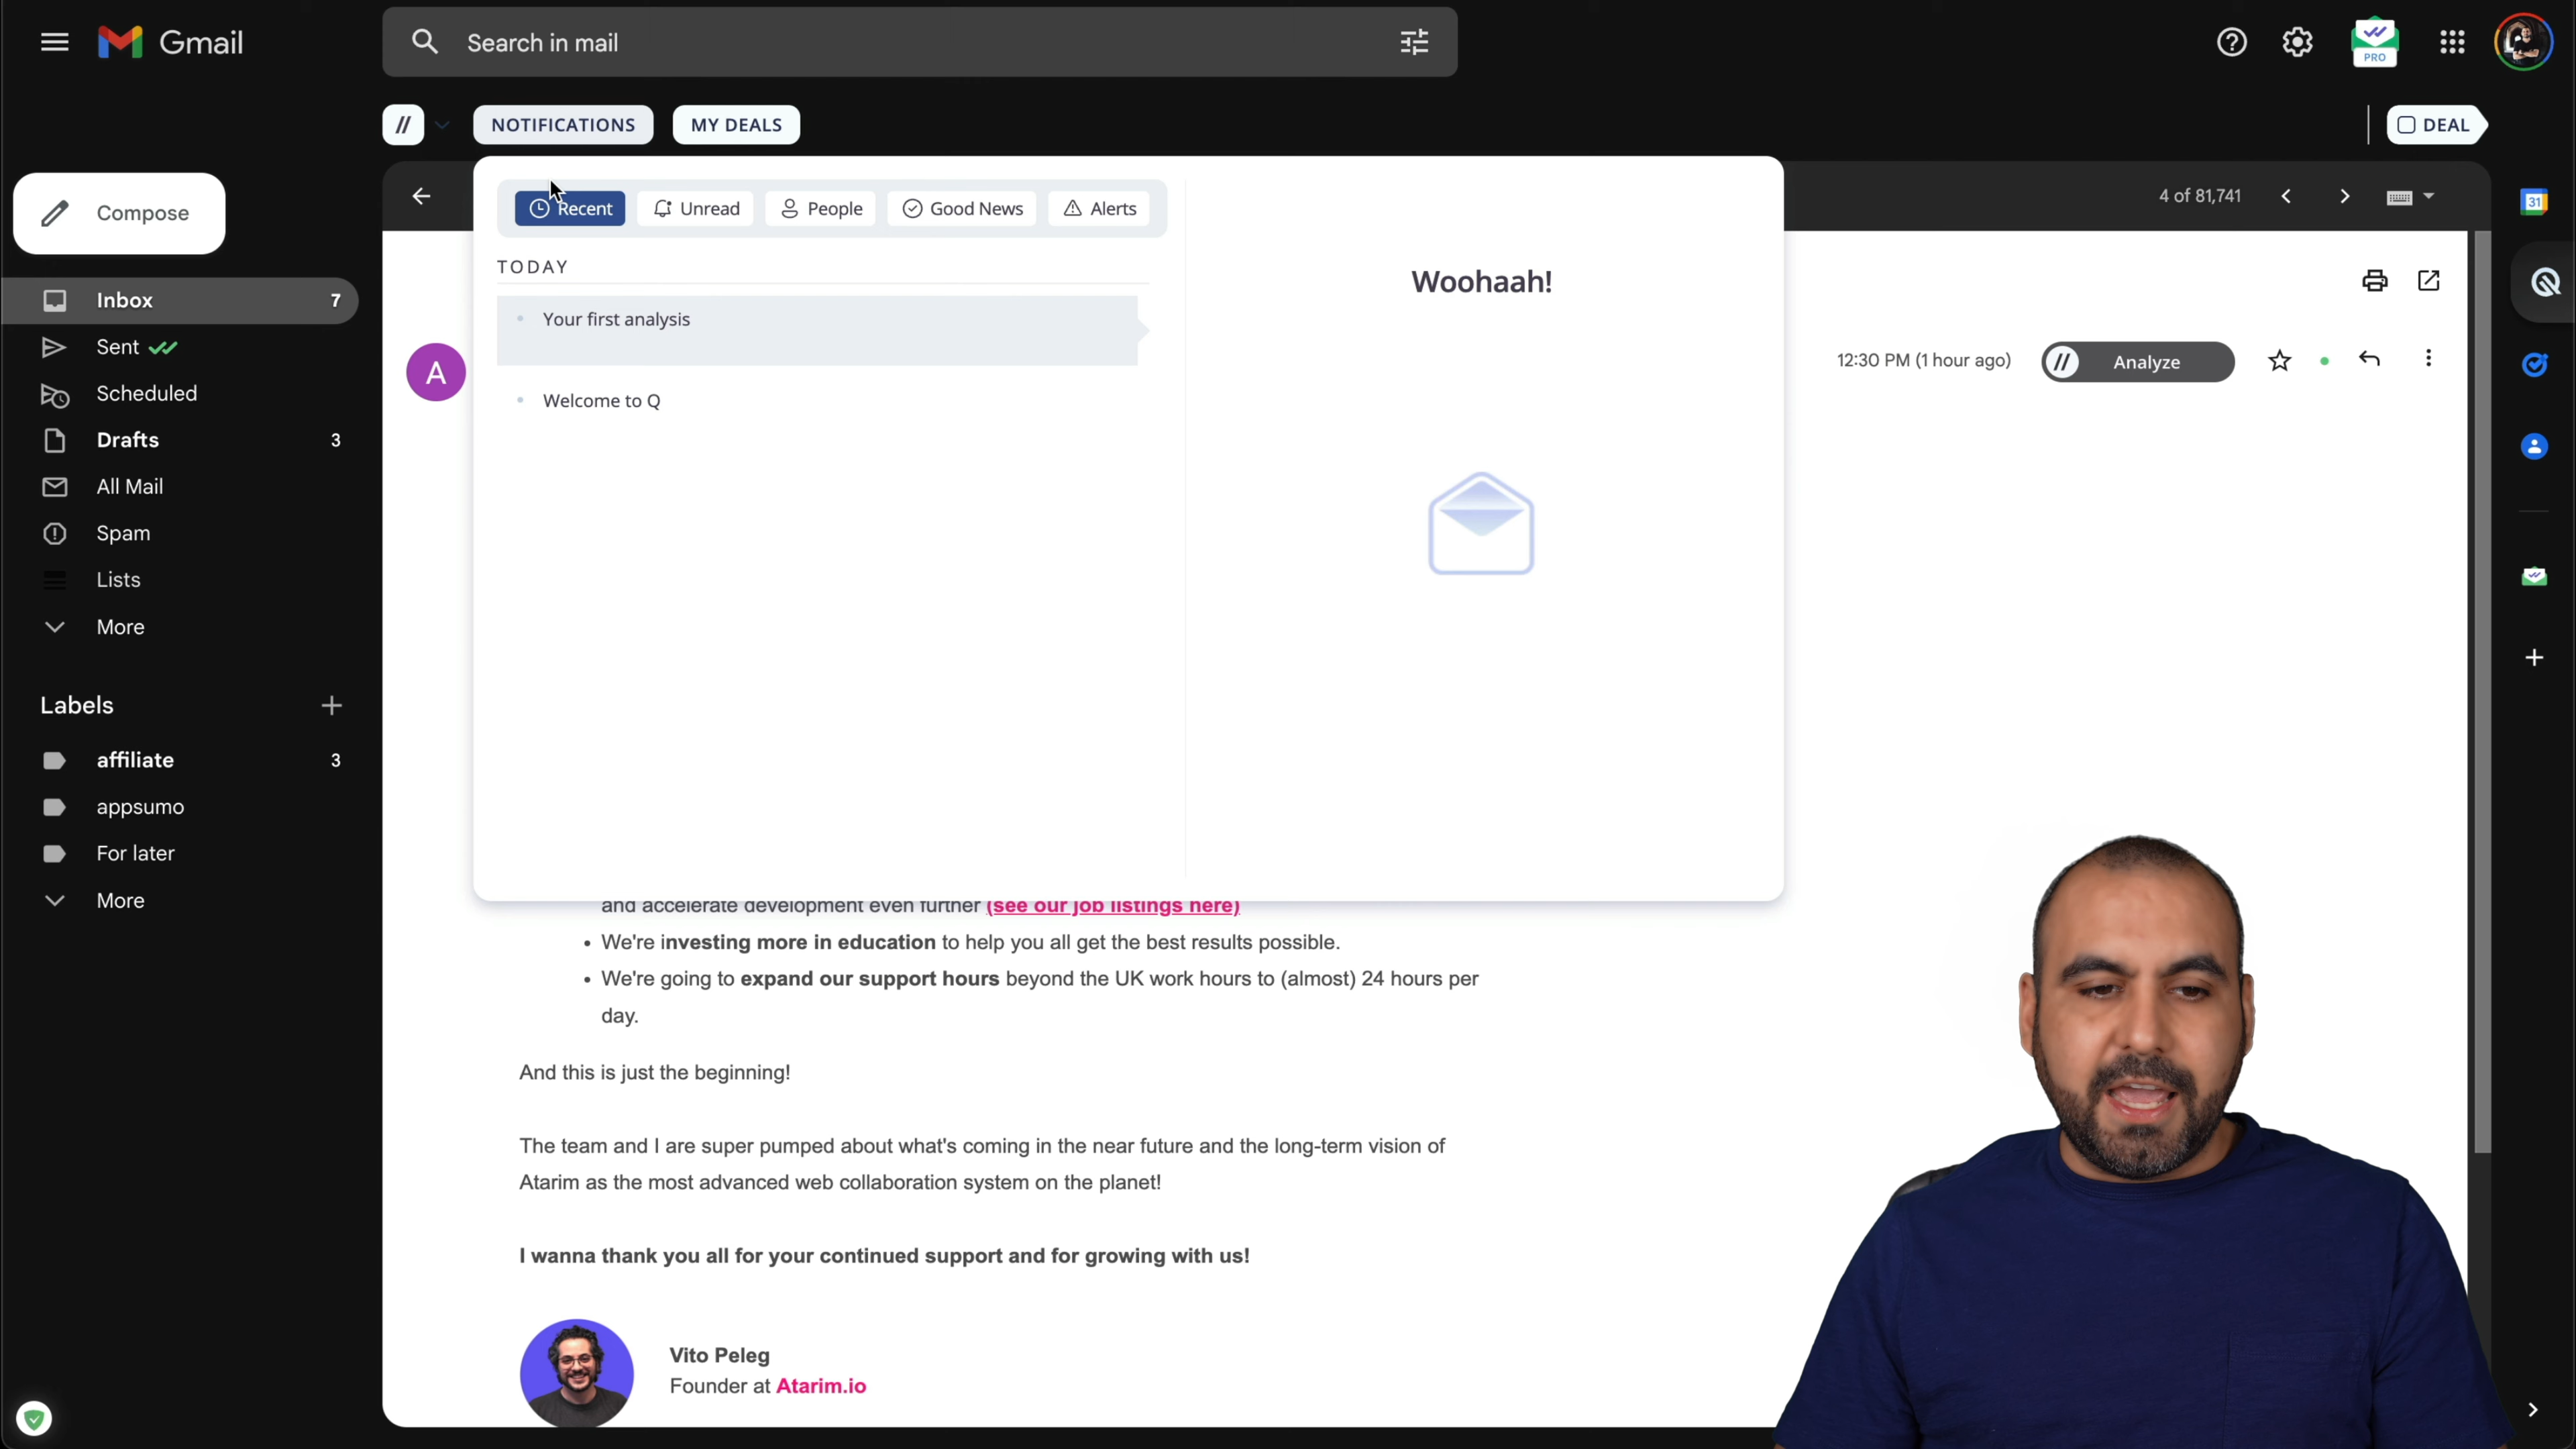 Gmail
Search in mail
PRO
//
NOTIFICATIONS
MY DEALS
DEAL
Compose
Recent
Unread
People
Good News
Alerts
4 of 81,741
31
TODAY
Woohaah!
Inbox 7
Your first analysis
Sent
A
12:30 PM (1 hour ago)
// Analyze
Scheduled
Welcome to Q
Drafts 3
All Mail
Spam
Lists
More
Labels
affiliate 3
appsumo
For later
More
and accelerate development even further (see our job listings here)
• We're investing more in education to help you all get the best results possible.
• We're going to expand our support hours beyond the UK work hours to (almost) 24 hours per
day.
And this is just the beginning!
The team and I are super pumped about what's coming in the near future and the long-term vision of
Atarim as the most advanced web collaboration system on the planet!
I wanna thank you all for your continued support and for growing with us!
Vito Peleg
Founder at Atarim.io